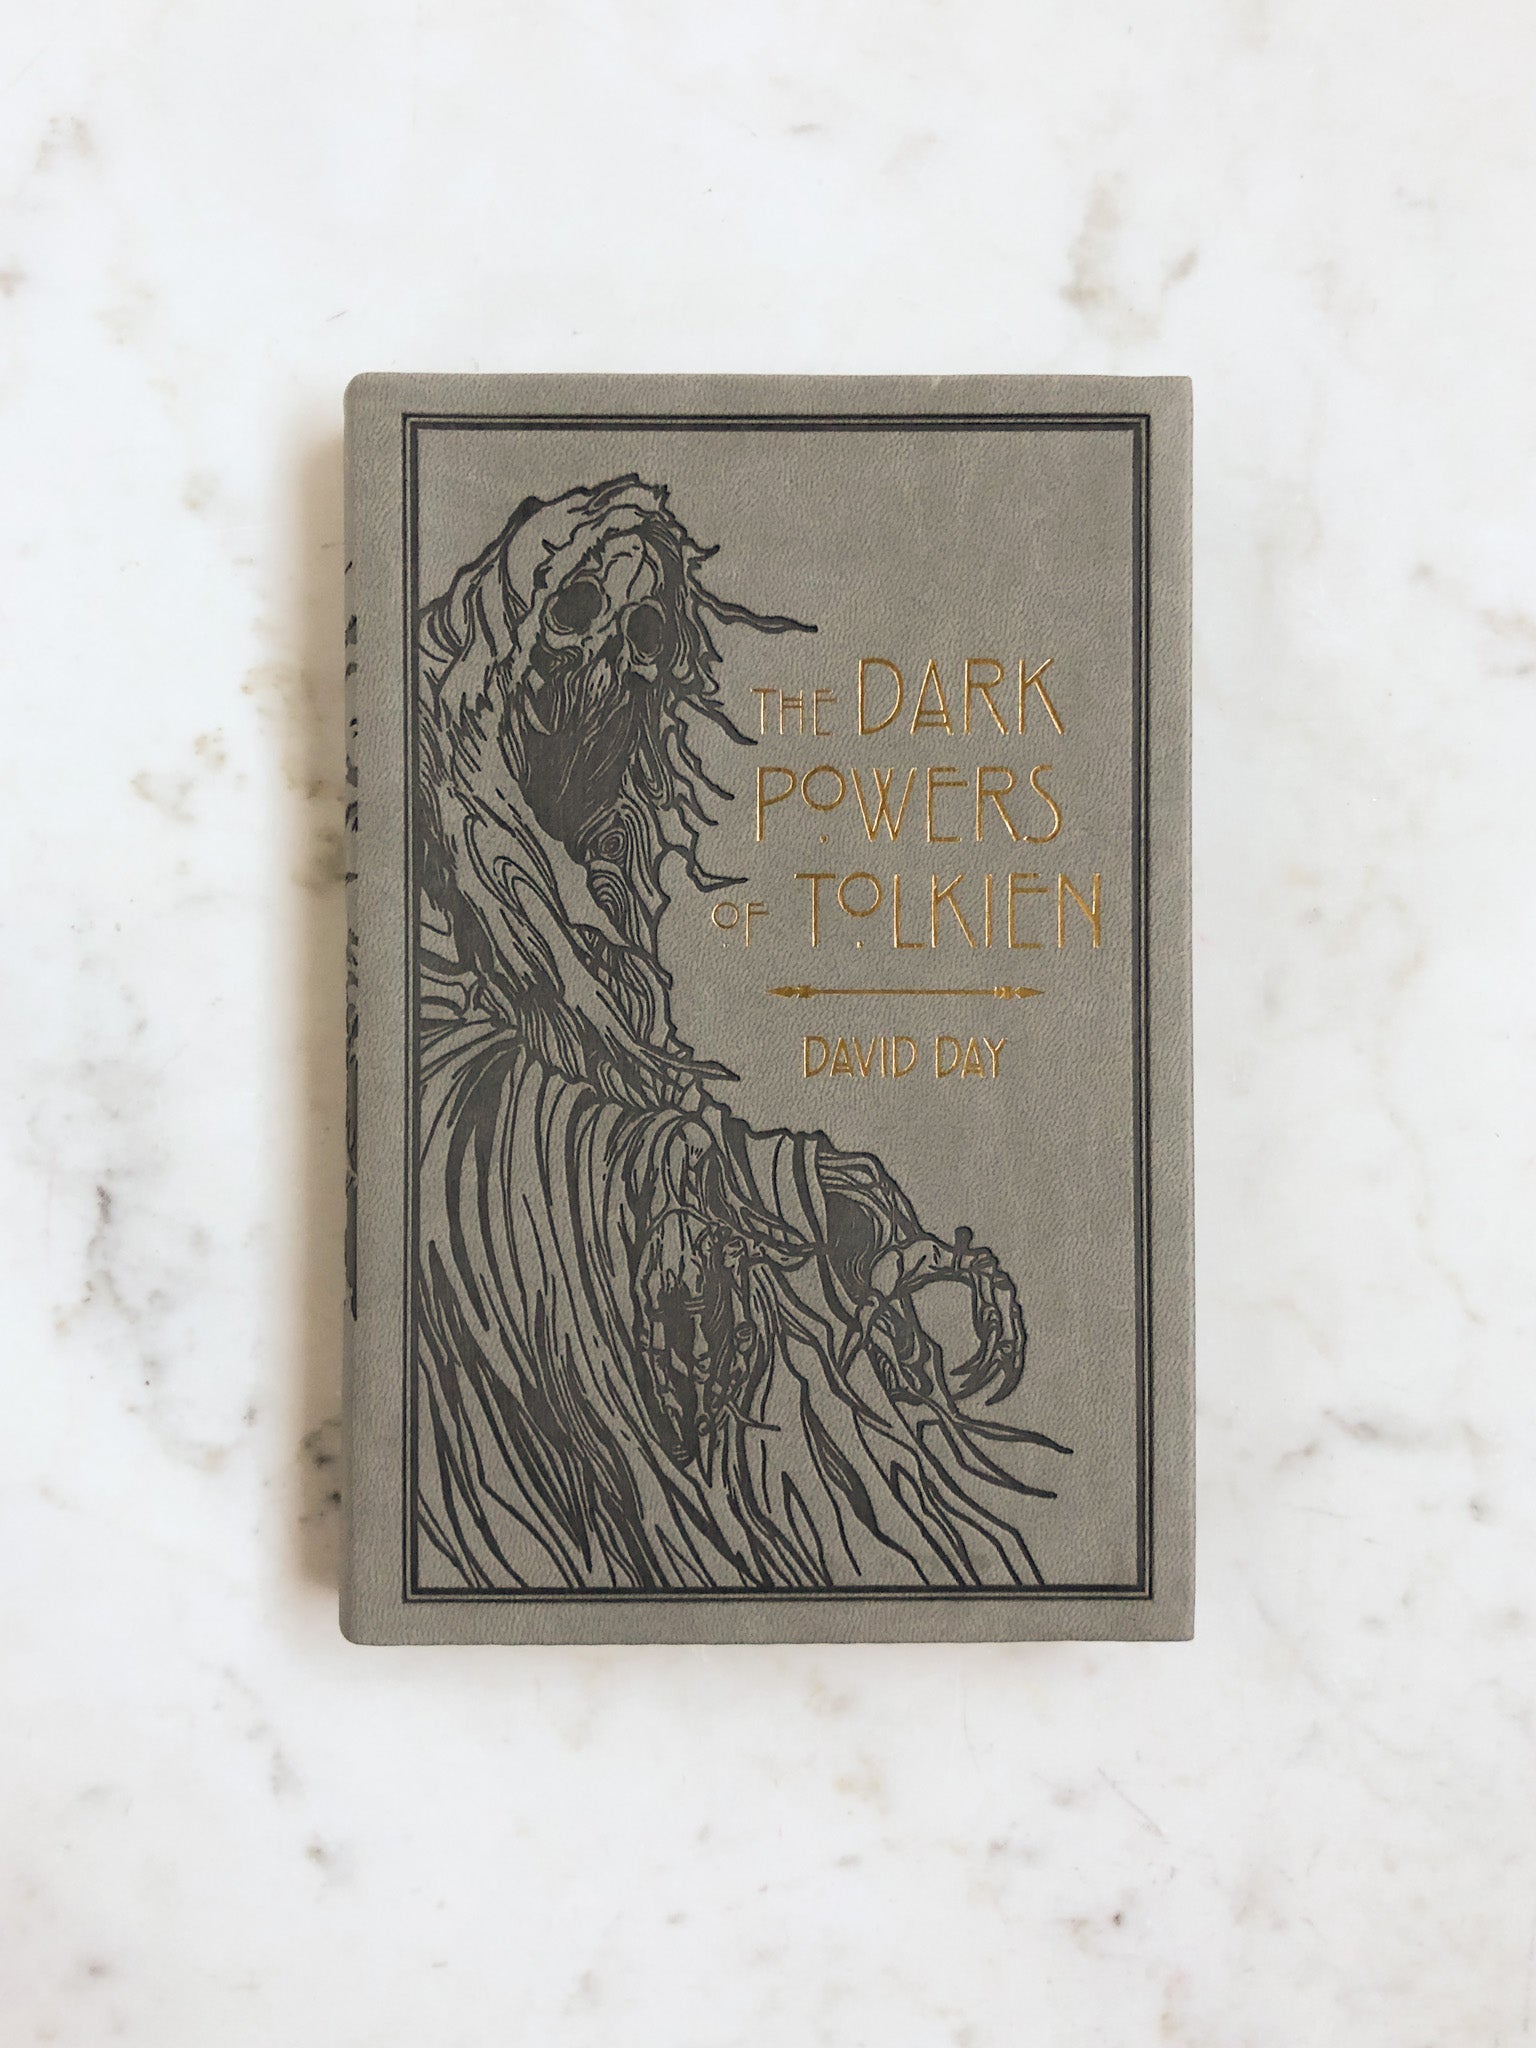 THE DARK
POWERS
OF TOLKIEN
DAVID DAY